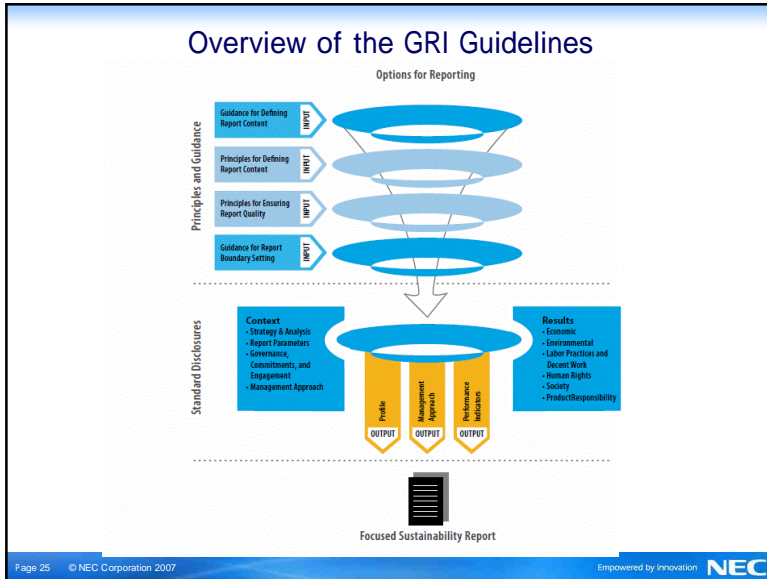 Overview of the GRI Guidelines
Options for Reporting
Principles and Guidance
Guidance for Defining
Report Content
INPUT
Principles for Defining
Report Content
INPUT
Principles for Ensuring
Report Quality
INPUT
Guidance for Report
Boundary Setting
INPUT
Standard Disclosures
Context
• Strategy & Analysis
• Report Parameters
• Governance,
Commitments, and
Engagement
• Management Approach
Results
• Economic
• Environmental
• Labor Practices and
Decent Work
• Human Rights
• Society
• ProductResponsibility
Profile
OUTPUT
Management
Approach
OUTPUT
Performance
Indicators
OUTPUT
Focused Sustainability Report
Page 25 © NEC Corporation 2007
Empowered by Innovation NEC